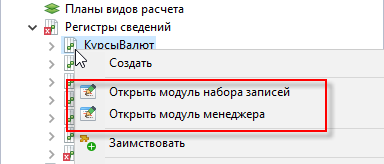 Планы видов расчета
Регистры сведений
КурсыВалют
Создать
Открыть модуль набора записей
Открыть модуль менеджера
Заимствовать